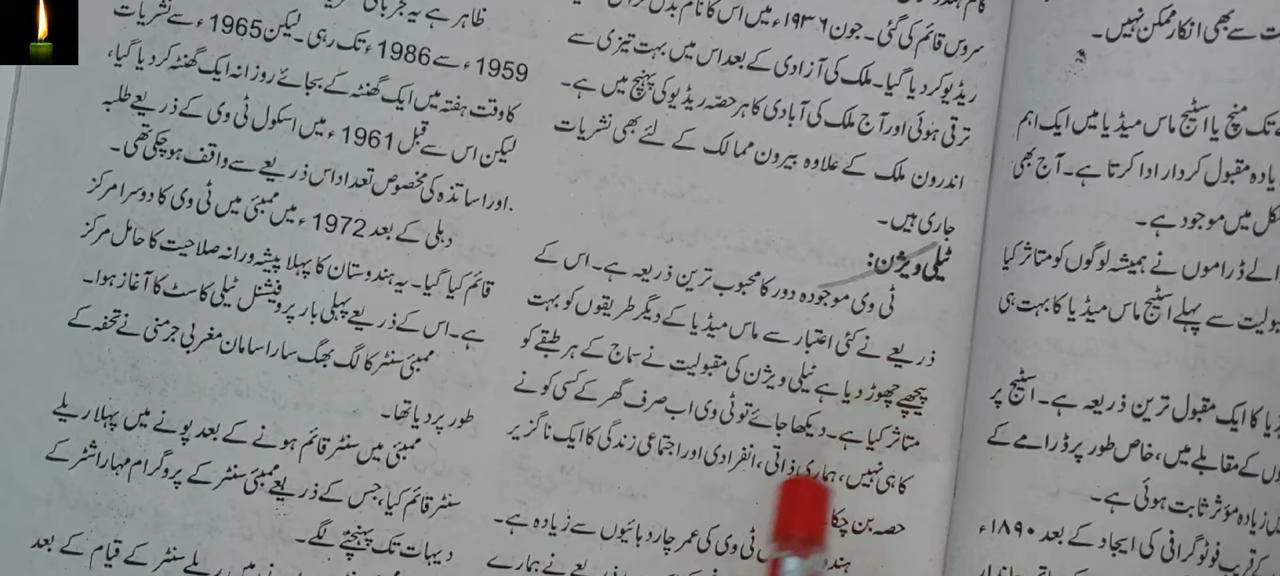 ت سے بھی انکار ممکن نہیں۔
تک منچ یا اسٹیج ماس میڈیا میں ایک اہم
یادہ مقبول کردار ادا کرتا ہے۔ آج بھی
کل میں موجود ہے۔
الے ڈراموں نے ہمیشہ لوگوں کو متاثر کیا
بولیت سے پہلے اسٹیج ماس میڈیا کا بہت ہی
کا ایک مقبول ترین ذریعہ ہے۔ اسٹیج پر
کے مقابلے میں، خاص طور پر ڈرامے کے
زیادہ مؤثر ثابت ہوئی ہے۔
قریب فوٹوگرافی کی ایجاد کے بعد ۱۸۹۰ء
سروس قائم کی گئی۔ جون ۱۹۳۶ء میں اس کا نام بدل کر
ریڈیو کر دیا گیا۔ ملک کی آزادی کے بعد اس میں بہت تیزی سے
ترقی ہوئی اور آج ملک کی آبادی کا ہر حصہ ریڈیو کی پہنچ میں ہے۔
اندرون ملک کے علاوہ بیرون ممالک کے لئے بھی نشریات
جاری ہیں۔
ٹیلی ویژن:
ٹی وی موجودہ دور کا محبوب ترین ذریعہ ہے۔ اس کے
ذریعے نے کئی اعتبار سے ماس میڈیا کے دیگر طریقوں کو بہت
پیچھے چھوڑ دیا ہے ٹیلی ویژن کی مقبولیت نے سماج کے ہر طبقے کو
متاثر کیا ہے۔ دیکھا جائے تو ٹی وی اب صرف گھر کے کسی کونے
کا ہی نہیں، ہماری ذاتی، انفرادی اور اجتماعی زندگی کا ایک ناگزیر
حصہ بن چکا
ٹی وی کی عمر چار دہائیوں سے زیادہ ہے۔
ذریعے نے ہمارے
ظاہر ہے یہ تجرباتی
1959ء سے 1986ء تک رہی۔ لیکن 1965ء سے نشریات
کا وقت ہفتہ میں ایک گھنٹہ کے بجائے روزانہ ایک گھنٹہ کر دیا گیا،
لیکن اس سے قبل 1961ء میں اسکول ٹی وی کے ذریعے طلبہ
اور اساتذہ کی مخصوص تعداد اس ذریعے سے واقف ہو چکی تھی۔
دہلی کے بعد 1972ء میں ممبئی میں ٹی وی کا دوسرا مرکز
قائم کیا گیا۔ یہ ہندوستان کا پہلا پیشہ ورانہ صلاحیت کا حامل مرکز
ہے۔ اس کے ذریعے پہلی بار پروفیشنل ٹیلی کاسٹ کا آغاز ہوا۔
ممبئی سنٹر کا لگ بھگ سارا سامان مغربی جرمنی نے تحفہ کے
طور پر دیا تھا۔
ممبئی میں سنٹر قائم ہونے کے بعد پونے میں پہلا ریلے
سنٹر قائم کیا، جس کے ذریعے ممبئی سنٹر کے پروگرام مہاراشٹر کے
دیہات تک پہنچنے لگے۔
ریلے سنٹر کے قیام کے بعد